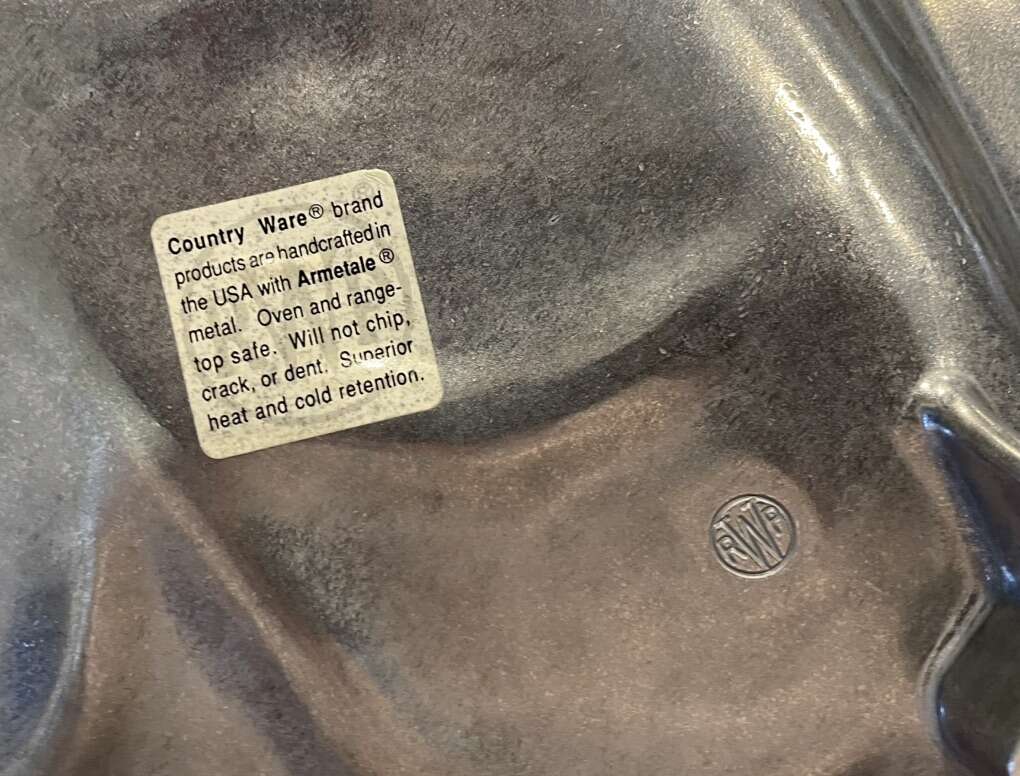 Country Ware® brand
products are handcrafted in
the USA with Armetale®
metal. Oven and range-
top safe. Will not chip,
crack, or dent. Superior
heat and cold retention.
RWP